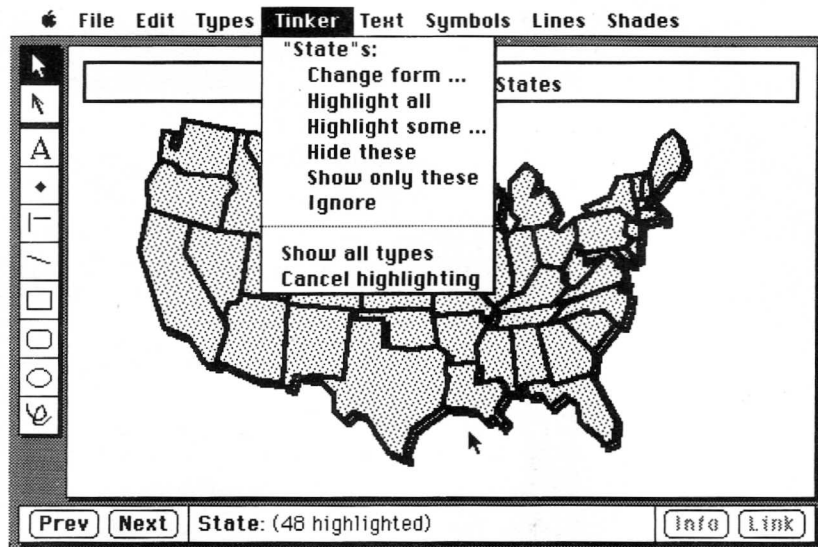 File Edit Types Tinker Text Symbols Lines Shades
"State"s:
Change form ...
Highlight all
Highlight some ...
Hide these
Show only these
Ignore
Show all types
Cancel highlighting
States
A
Prev Next State: (48 highlighted) Info Link